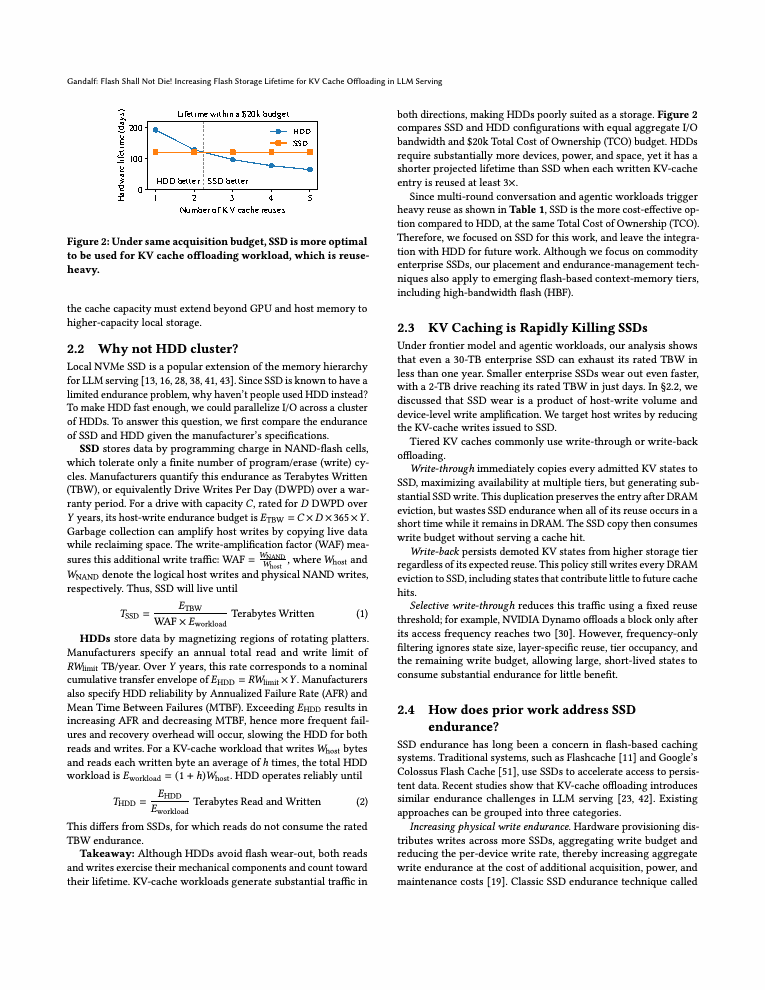 Gandalf: Flash Shall Not Die! Increasing Flash Storage Lifetime for KV Cache Offloading in LLM Serving
Lifetime within a $20k budget
Hardware lifetime (days)
200
100
0
HDD
SSD
HDD better
SSD better
1 2 3 4 5
Number of KV cache reuses
Figure 2: Under same acquisition budget, SSD is more optimal
to be used for KV cache offloading workload, which is reuse-
heavy.
the cache capacity must extend beyond GPU and host memory to
higher-capacity local storage.
2.2 Why not HDD cluster?
Local NVMe SSD is a popular extension of the memory hierarchy
for LLM serving [13, 16, 28, 38, 41, 43]. Since SSD is known to have a
limited endurance problem, why haven't people used HDD instead?
To make HDD fast enough, we could parallelize I/O across a cluster
of HDDs. To answer this question, we first compare the endurance
of SSD and HDD given the manufacturer's specifications.
SSD stores data by programming charge in NAND-flash cells,
which tolerate only a finite number of program/erase (write) cy-
cles. Manufacturers quantify this endurance as Terabytes Written
(TBW), or equivalently Drive Writes Per Day (DWPD) over a war-
ranty period. For a drive with capacity C, rated for D DWPD over
Y years, its host-write endurance budget is E_TBW = C × D × 365 × Y.
Garbage collection can amplify host writes by copying live data
while reclaiming space. The write-amplification factor (WAF) mea-
sures this additional write traffic: WAF = W_NAND / W_host, where W_host and
W_NAND denote the logical host writes and physical NAND writes,
respectively. Thus, SSD will live until
T_SSD = E_TBW / (WAF × E_workload) Terabytes Written (1)
HDDs store data by magnetizing regions of rotating platters.
Manufacturers specify an annual total read and write limit of
RW_limit TB/year. Over Y years, this rate corresponds to a nominal
cumulative transfer envelope of E_HDD = RW_limit × Y. Manufacturers
also specify HDD reliability by Annualized Failure Rate (AFR) and
Mean Time Between Failures (MTBF). Exceeding E_HDD results in
increasing AFR and decreasing MTBF, hence more frequent fail-
ures and recovery overhead will occur, slowing the HDD for both
reads and writes. For a KV-cache workload that writes W_host bytes
and reads each written byte an average of h times, the total HDD
workload is E_workload = (1 + h)W_host. HDD operates reliably until
T_HDD = E_HDD / E_workload Terabytes Read and Written (2)
This differs from SSDs, for which reads do not consume the rated
TBW endurance.
Takeaway: Although HDDs avoid flash wear-out, both reads
and writes exercise their mechanical components and count toward
their lifetime. KV-cache workloads generate substantial traffic in
both directions, making HDDs poorly suited as a storage. Figure 2
compares SSD and HDD configurations with equal aggregate I/O
bandwidth and $20k Total Cost of Ownership (TCO) budget. HDDs
require substantially more devices, power, and space, yet it has a
shorter projected lifetime than SSD when each written KV-cache
entry is reused at least 3×.
Since multi-round conversation and agentic workloads trigger
heavy reuse as shown in Table 1, SSD is the more cost-effective op-
tion compared to HDD, at the same Total Cost of Ownership (TCO).
Therefore, we focused on SSD for this work, and leave the integra-
tion with HDD for future work. Although we focus on commodity
enterprise SSDs, our placement and endurance-management tech-
niques also apply to emerging flash-based context-memory tiers,
including high-bandwidth flash (HBF).
2.3 KV Caching is Rapidly Killing SSDs
Under frontier model and agentic workloads, our analysis shows
that even a 30-TB enterprise SSD can exhaust its rated TBW in
less than one year. Smaller enterprise SSDs wear out even faster,
with a 2-TB drive reaching its rated TBW in just days. In §2.2, we
discussed that SSD wear is a product of host-write volume and
device-level write amplification. We target host writes by reducing
the KV-cache writes issued to SSD.
Tiered KV caches commonly use write-through or write-back
offloading.
Write-through immediately copies every admitted KV states to
SSD, maximizing availability at multiple tiers, but generating sub-
stantial SSD write. This duplication preserves the entry after DRAM
eviction, but wastes SSD endurance when all of its reuse occurs in a
short time while it remains in DRAM. The SSD copy then consumes
write budget without serving a cache hit.
Write-back persists demoted KV states from higher storage tier
regardless of its expected reuse. This policy still writes every DRAM
eviction to SSD, including states that contribute little to future cache
hits.
Selective write-through reduces this traffic using a fixed reuse
threshold; for example, NVIDIA Dynamo offloads a block only after
its access frequency reaches two [30]. However, frequency-only
filtering ignores state size, layer-specific reuse, tier occupancy, and
the remaining write budget, allowing large, short-lived states to
consume substantial endurance for little benefit.
2.4 How does prior work address SSD
endurance?
SSD endurance has long been a concern in flash-based caching
systems. Traditional systems, such as Flashcache [11] and Google's
Colossus Flash Cache [51], use SSDs to accelerate access to persis-
tent data. Recent studies show that KV-cache offloading introduces
similar endurance challenges in LLM serving [23, 42]. Existing
approaches can be grouped into three categories.
Increasing physical write endurance. Hardware provisioning dis-
tributes writes across more SSDs, aggregating write budget and
reducing the per-device write rate, thereby increasing aggregate
write endurance at the cost of additional acquisition, power, and
maintenance costs [19]. Classic SSD endurance technique called